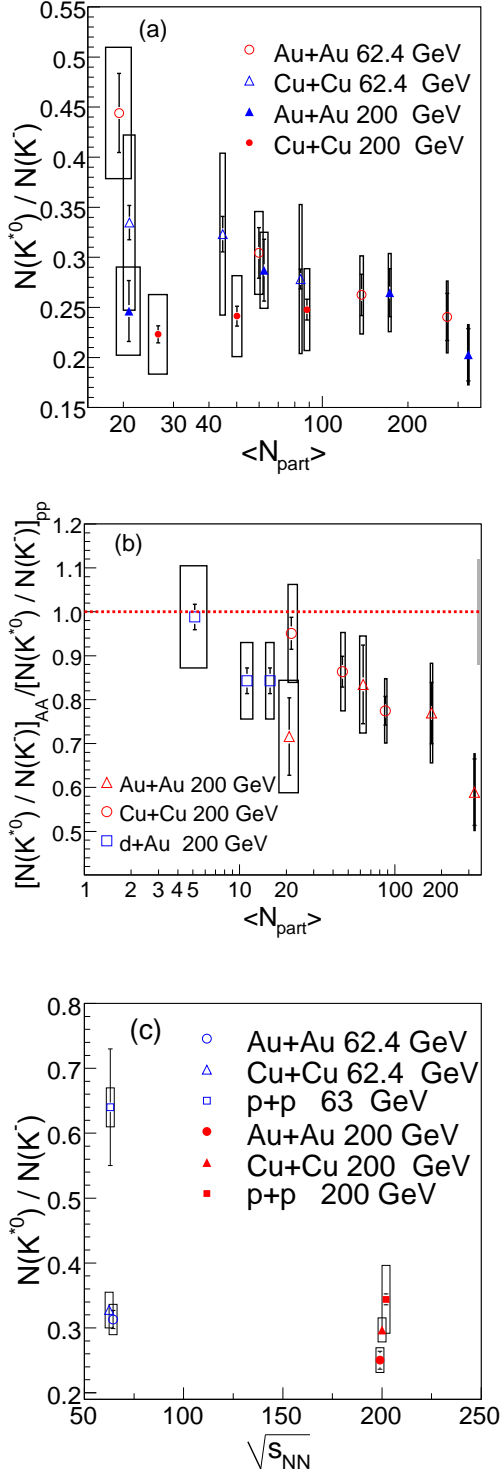 0.55
(a)
Au+Au 62.4 GeV
Cu+Cu 62.4 GeV
Au+Au 200 GeV
Cu+Cu 200 GeV
0.45
0.35
0.3
0.25
0.2
0.15
N(K*0) / N(K-)
20 30 40 100 200
<Npart>
1.2
(b)
1.1
1.0
0.9
0.8
0.7
0.6
0.5
[N(K*0) / N(K-)]AA/[N(K*0) / N(K-)]pp
Au+Au 200 GeV
Cu+Cu 200 GeV
d+Au 200 GeV
1 2 3 4 5 10 20 100 200
<Npart>
0.8
(c)
Au+Au 62.4 GeV
Cu+Cu 62.4 GeV
p+p 63 GeV
Au+Au 200 GeV
Cu+Cu 200 GeV
p+p 200 GeV
0.7
0.6
0.5
0.4
0.3
0.2
N(K*0) / N(K-)
50 100 150 200 250
√sNN